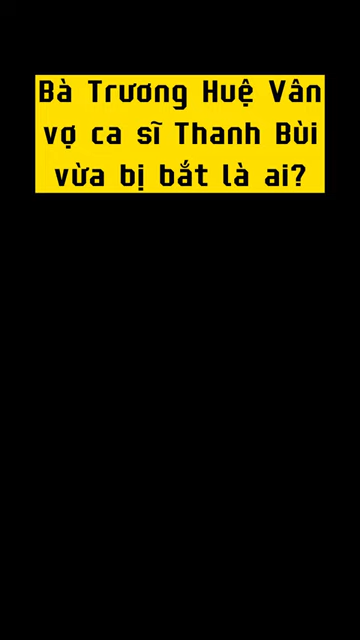 Bà Trương Huệ Vân
vợ ca sĩ Thanh Bùi
vừa bị bắt là ai?